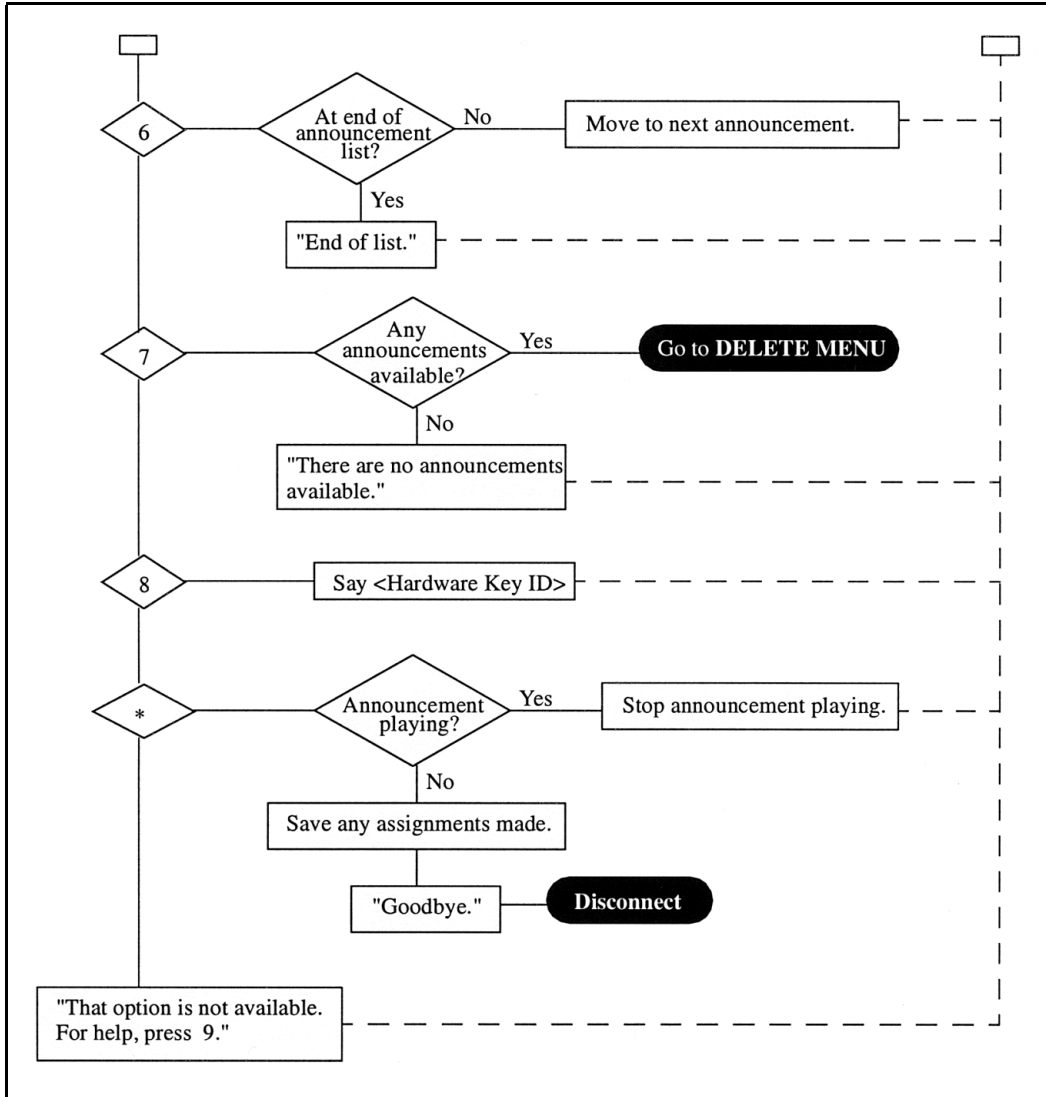 6
At end of
announcement
list?
No
Move to next announcement.
Yes
"End of list."
7
Any
announcements
available?
Yes
Go to DELETE MENU
No
"There are no announcements
available."
8
Say <Hardware Key ID>
*
Announcement
playing?
Yes
Stop announcement playing.
No
Save any assignments made.
"Goodbye."
Disconnect
"That option is not available.
For help, press 9."